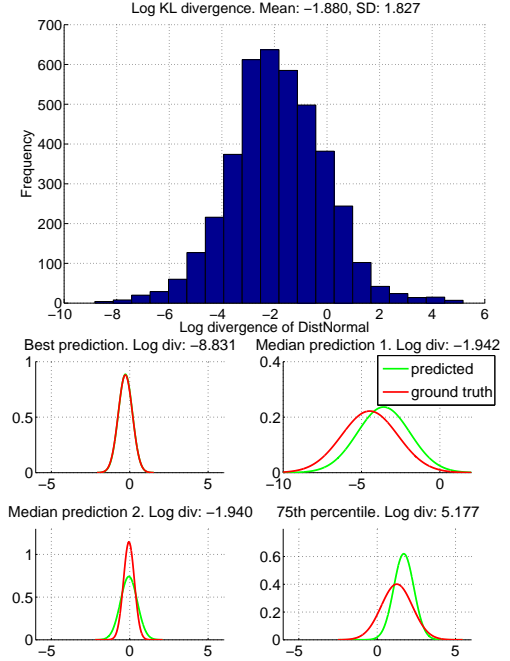 Log KL divergence. Mean: −1.880, SD: 1.827
700
600
500
400
300
200
100
0
Frequency
−10 −8 −6 −4 −2 0 2 4 6
Log divergence of DistNormal
Best prediction. Log div: −8.831
1
0.5
0
−5 0 5
Median prediction 1. Log div: −1.942
0.4
0.2
0
−10 −5 0
predicted
ground truth
Median prediction 2. Log div: −1.940
1
0.5
0
−5 0 5
75th percentile. Log div: 5.177
0.6
0.4
0.2
0
−5 0 5